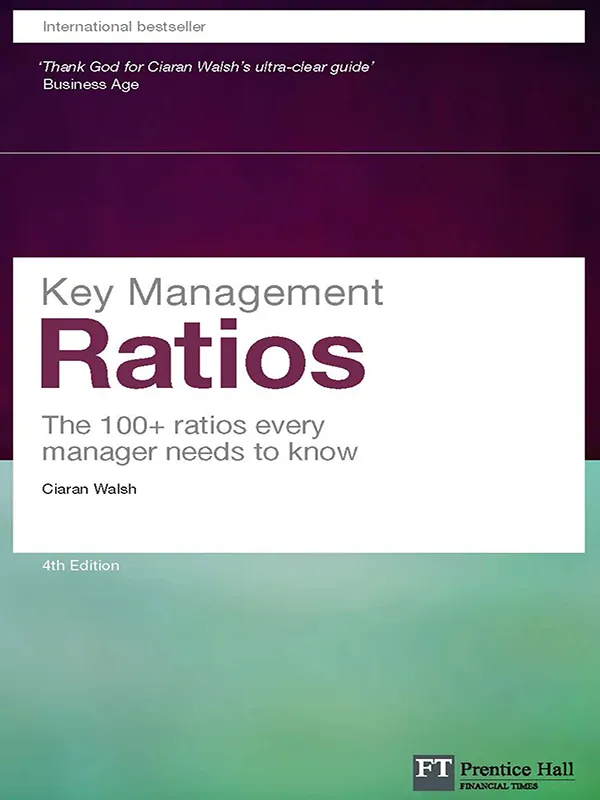 International bestseller
‘Thank God for Ciaran Walsh’s ultra-clear guide’
Business Age
Key Management
Ratios
The 100+ ratios every
manager needs to know
Ciaran Walsh
4th Edition
FT Prentice Hall
FINANCIAL TIMES